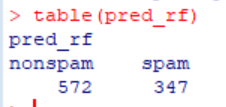 > table(pred_rf)
pred_rf
nonspam spam
572 347
>